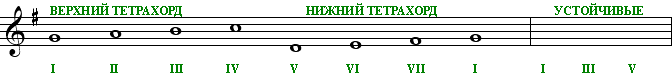 ВЕРХНИЙ ТЕТРАХОРД НИЖНИЙ ТЕТРАХОРД УСТОЙЧИВЫЕ
I II III IV V VI VII I I III V